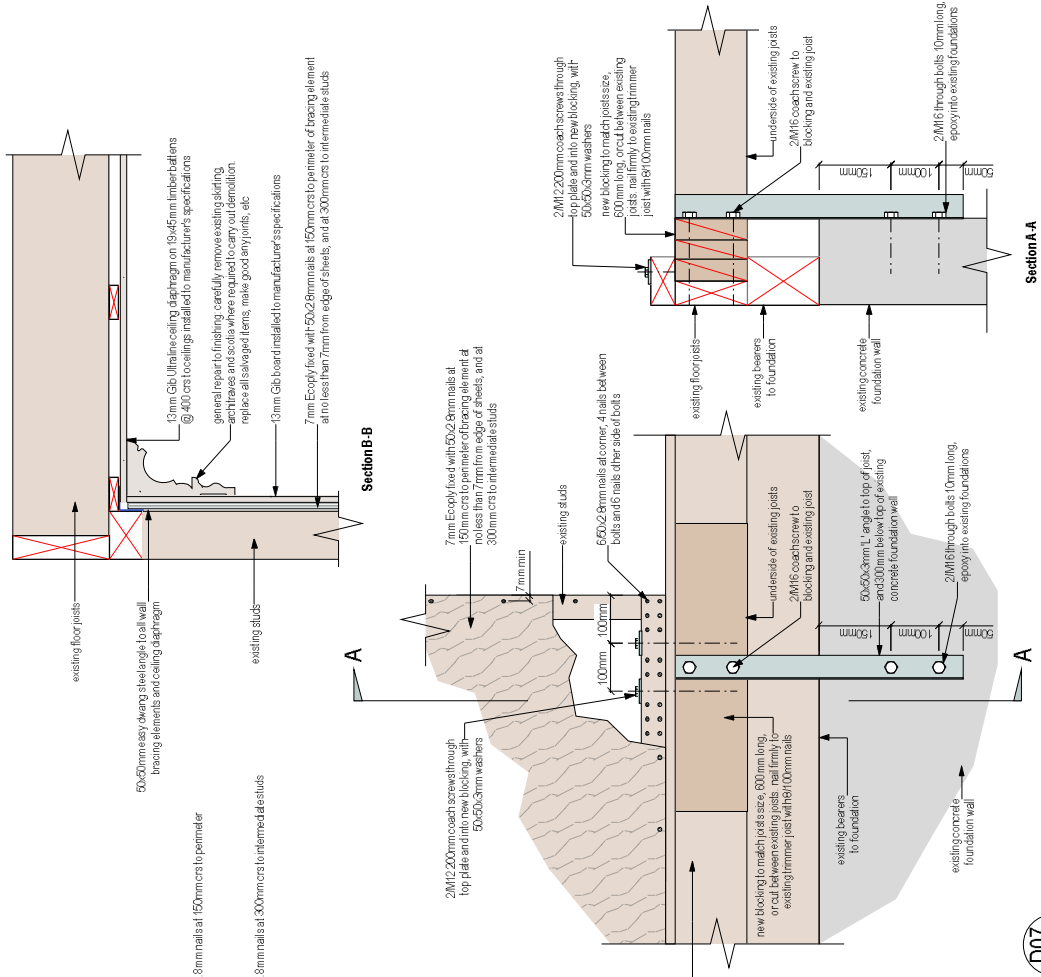 existing floor joists
13mm Gib Ultraline ceiling diaphragm on 19x45mm timber battens
@ 400 crs to ceilings installed to manufacturer's specifications
general repair to finishing: carefully remove existing skirting,
architraves and scotia where required to carry out demolition.
replace all salvaged items, make good any joints, etc
13mm Gib board installed to manufacturer's specifications
7mm Ecoply fixed with 50x2.8mm nails at 150mm crs to perimeter of bracing element
at no less than 7mm from edge of sheets, and at 300mm crs to intermediate studs
50x50mm easy dwang steel angle to all wall
bracing elements and ceiling diaphragm
existing studs
Section B-B
.8mm nails at 150mm crs to perimeter
.8mm nails at 300mm crs to intermediate studs
A
7mm Ecoply fixed with 50x2.8mm nails at
150mm crs to perimeter of bracing element at
no less than 7mm from edge of sheets, and at
300mm crs to intermediate studs
7mm min
existing studs
100mm
100mm
6/50x2.8mm nails at corner, 4 nails between
bolts and 6 nails other side of bolts
2/M12 200mm coach screws through
top plate and into new blocking, with
50x50x3mm washers
underside of existing joists
2/M16 coach screw to
blocking and existing joist
50x50x3mm 'L' angle to top of joist,
and 300mm below top of existing
concrete foundation wall
150mm
100mm
50mm
2/M16 through bolts 10mm long,
epoxy into existing foundations
new blocking to match joists size, 600 mm long,
or cut between existing joists. nail firmly to
existing trimmer joist with 8/100mm nails
existing bearers
to foundation
existing concrete
foundation wall
A
D07
2/M12 200mm coach screws through
top plate and into new blocking, with
50x50x3mm washers
new blocking to match joists size,
600 mm long, or cut between existing
joists. nail firmly to existing trimmer
joist with 8/100mm nails
underside of existing joists
2/M16 coach screw to
blocking and existing joist
existing floor joists
existing bearers
to foundation
existing concrete
foundation wall
150mm
100mm
50mm
2/M16 through bolts 10mm long,
epoxy into existing foundations
Section A-A